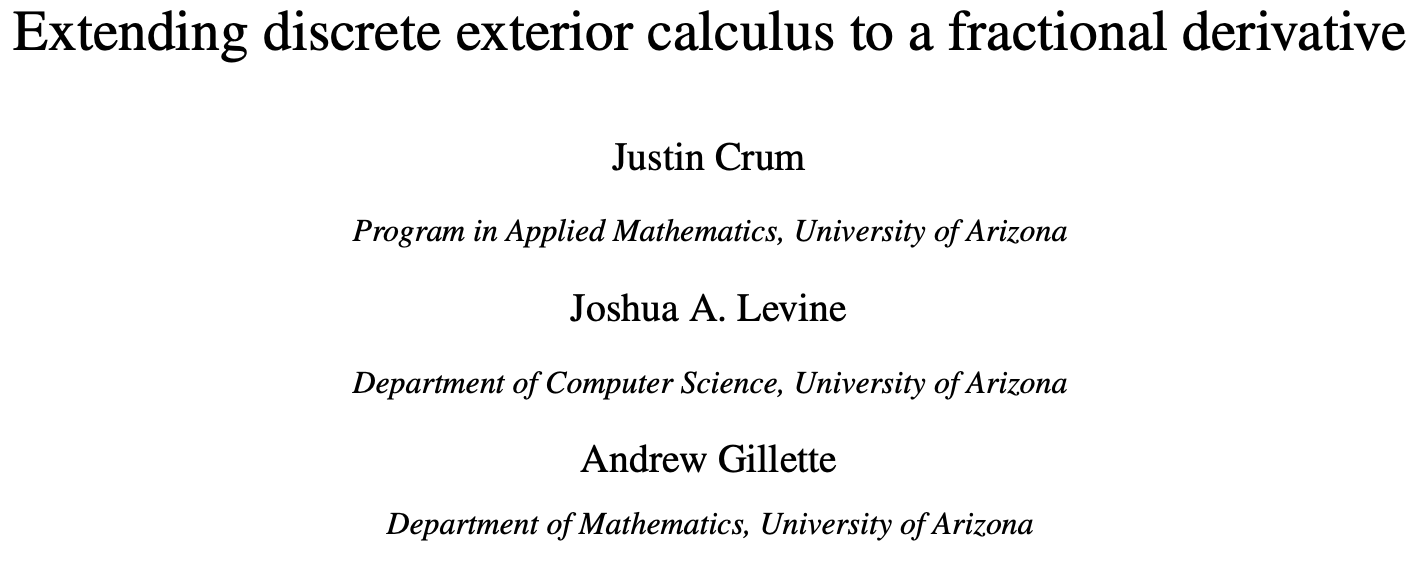 Extending discrete exterior calculus to a fractional derivative
Justin Crum
Program in Applied Mathematics, University of Arizona
Joshua A. Levine
Department of Computer Science, University of Arizona
Andrew Gillette
Department of Mathematics, University of Arizona